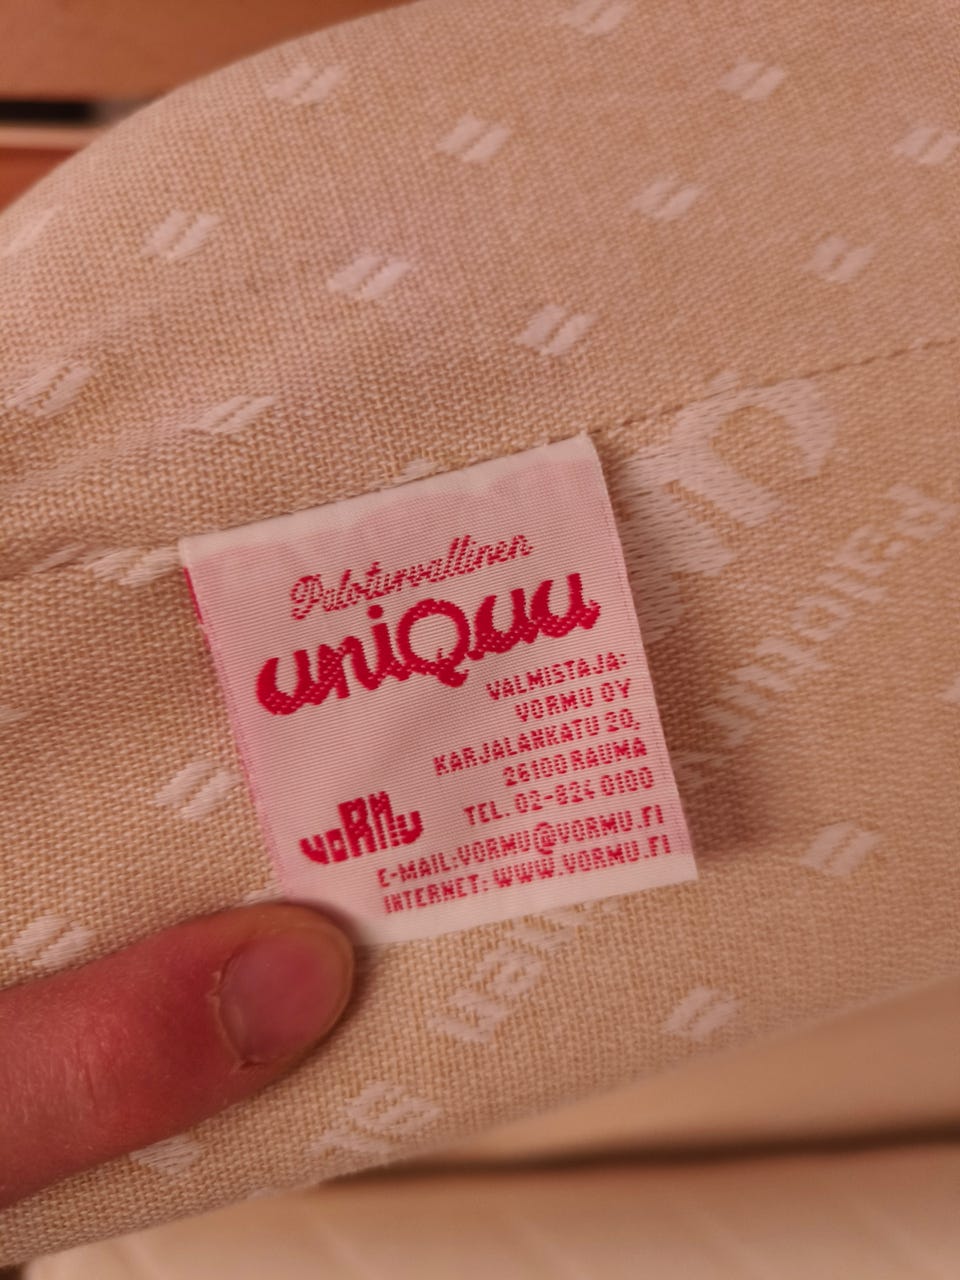 Paloturvallinen
uniQuu
VALMISTAJA:
VORMU OY
KARJALANKATU 20,
26100 RAUMA
TEL. 02-824 0100
VORMU
E-MAIL:VORMU@VORMU.FI
INTERNET: WWW.VORMU.FI